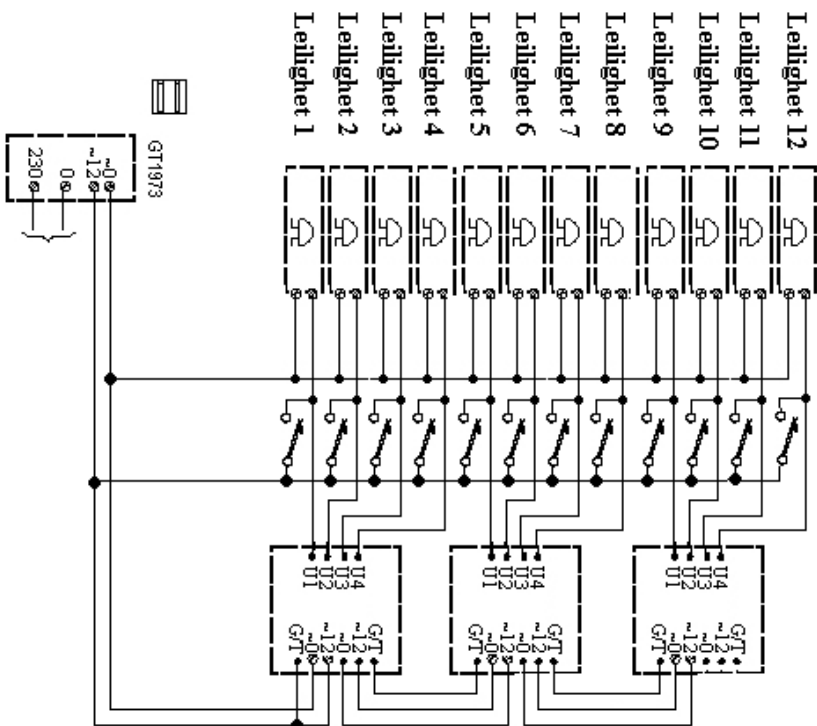 Leilighet 1
Leilighet 2
Leilighet 3
Leilighet 4
Leilighet 5
Leilighet 6
Leilighet 7
Leilighet 8
Leilighet 9
Leilighet 10
Leilighet 11
Leilighet 12
GT1973
230
0
~12
~0
U1
U2
U3
U4
U1
U2
U3
U4
U1
U2
U3
U4
G/T
~0
~12
~0
~12
G/T
G/T
~0
~12
~0
~12
G/T
G/T
~0
~12
~0
~12
G/T